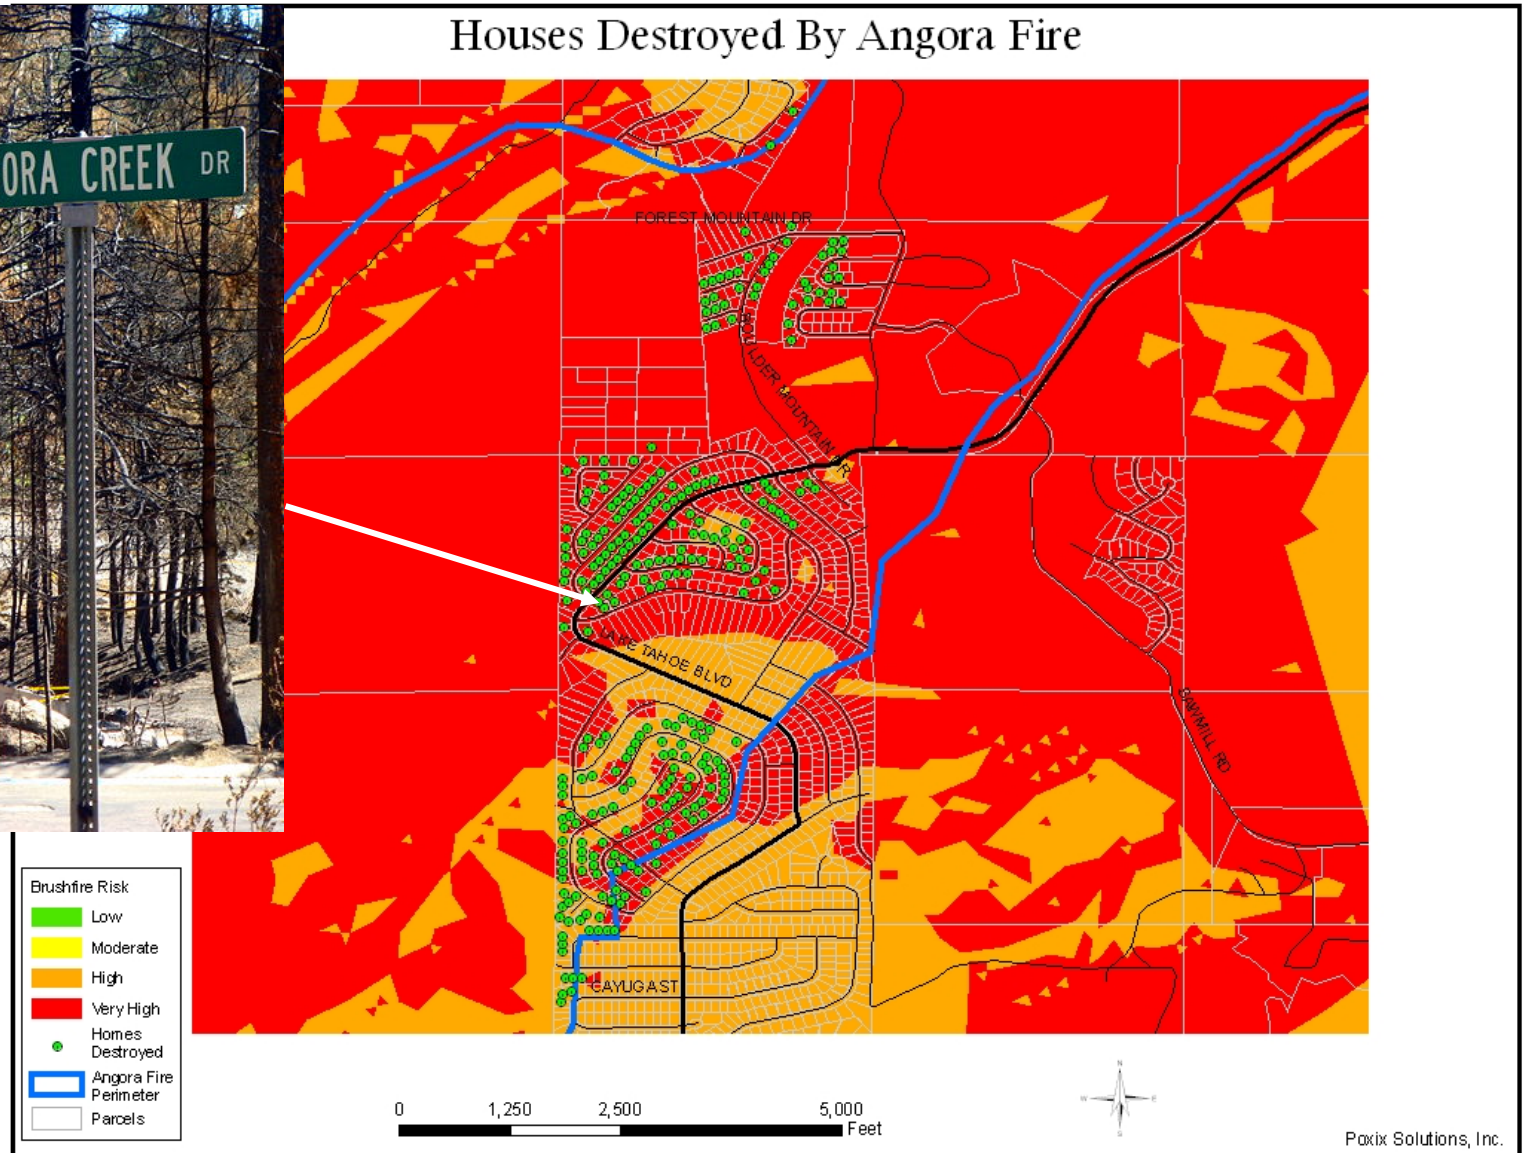 Houses Destroyed By Angora Fire
ORA CREEK DR
FOREST MOUNTAIN DR
BOULDER MOUNTAIN DR
LAKE TAHOE BLVD
SAWMILL RD
CAYUGA ST
Brushfire Risk
Low
Moderate
High
Very High
Homes
Destroyed
Angora Fire
Perimeter
Parcels
0 1,250 2,500 5,000
Feet
N
W E
S
Poxix Solutions, Inc.